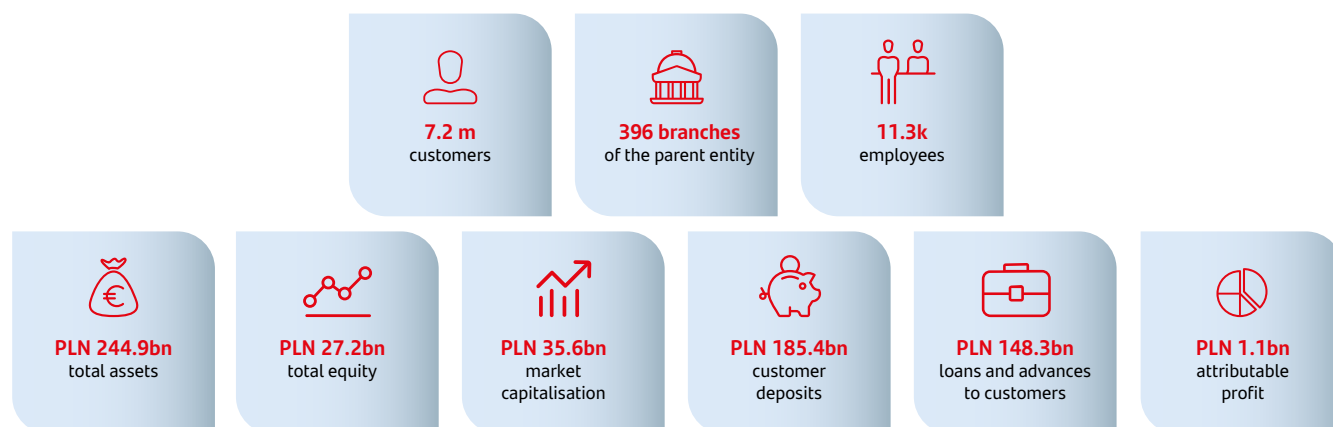 7.2 m
customers
396 branches
of the parent entity
11.3k
employees
PLN 244.9bn
total assets
PLN 27.2bn
total equity
PLN 35.6bn
market
capitalisation
PLN 185.4bn
customer
deposits
PLN 148.3bn
loans and advances
to customers
PLN 1.1bn
attributable
profit